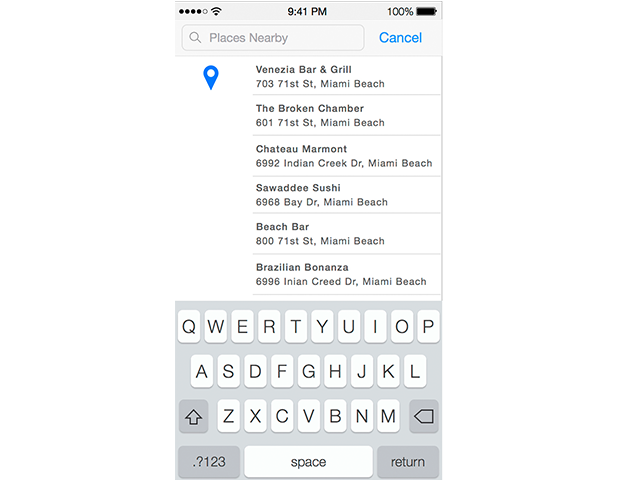 9:41 PM 100%
Places Nearby Cancel
Venezia Bar & Grill
703 71st St, Miami Beach
The Broken Chamber
601 71st St, Miami Beach
Chateau Marmont
6992 Indian Creek Dr, Miami Beach
Sawaddee Sushi
6968 Bay Dr, Miami Beach
Beach Bar
800 71st St, Miami Beach
Brazilian Bonanza
6996 Inian Creed Dr, Miami Beach
Q W E R T Y U I O P
A S D F G H J K L
Z X C V B N M
.?123 space return